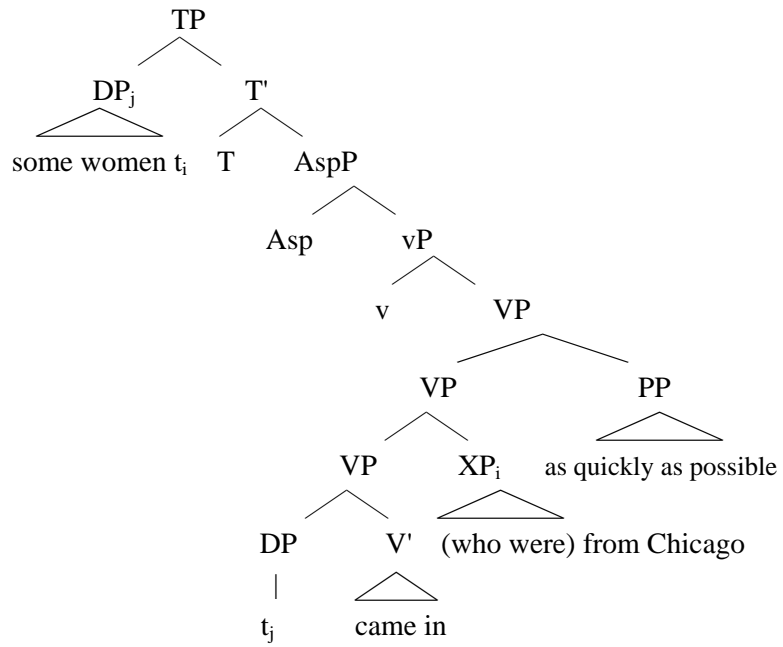 TP
DPj T'
some women ti T AspP
Asp vP
v VP
VP PP
VP XPi as quickly as possible
DP V' (who were) from Chicago
tj came in